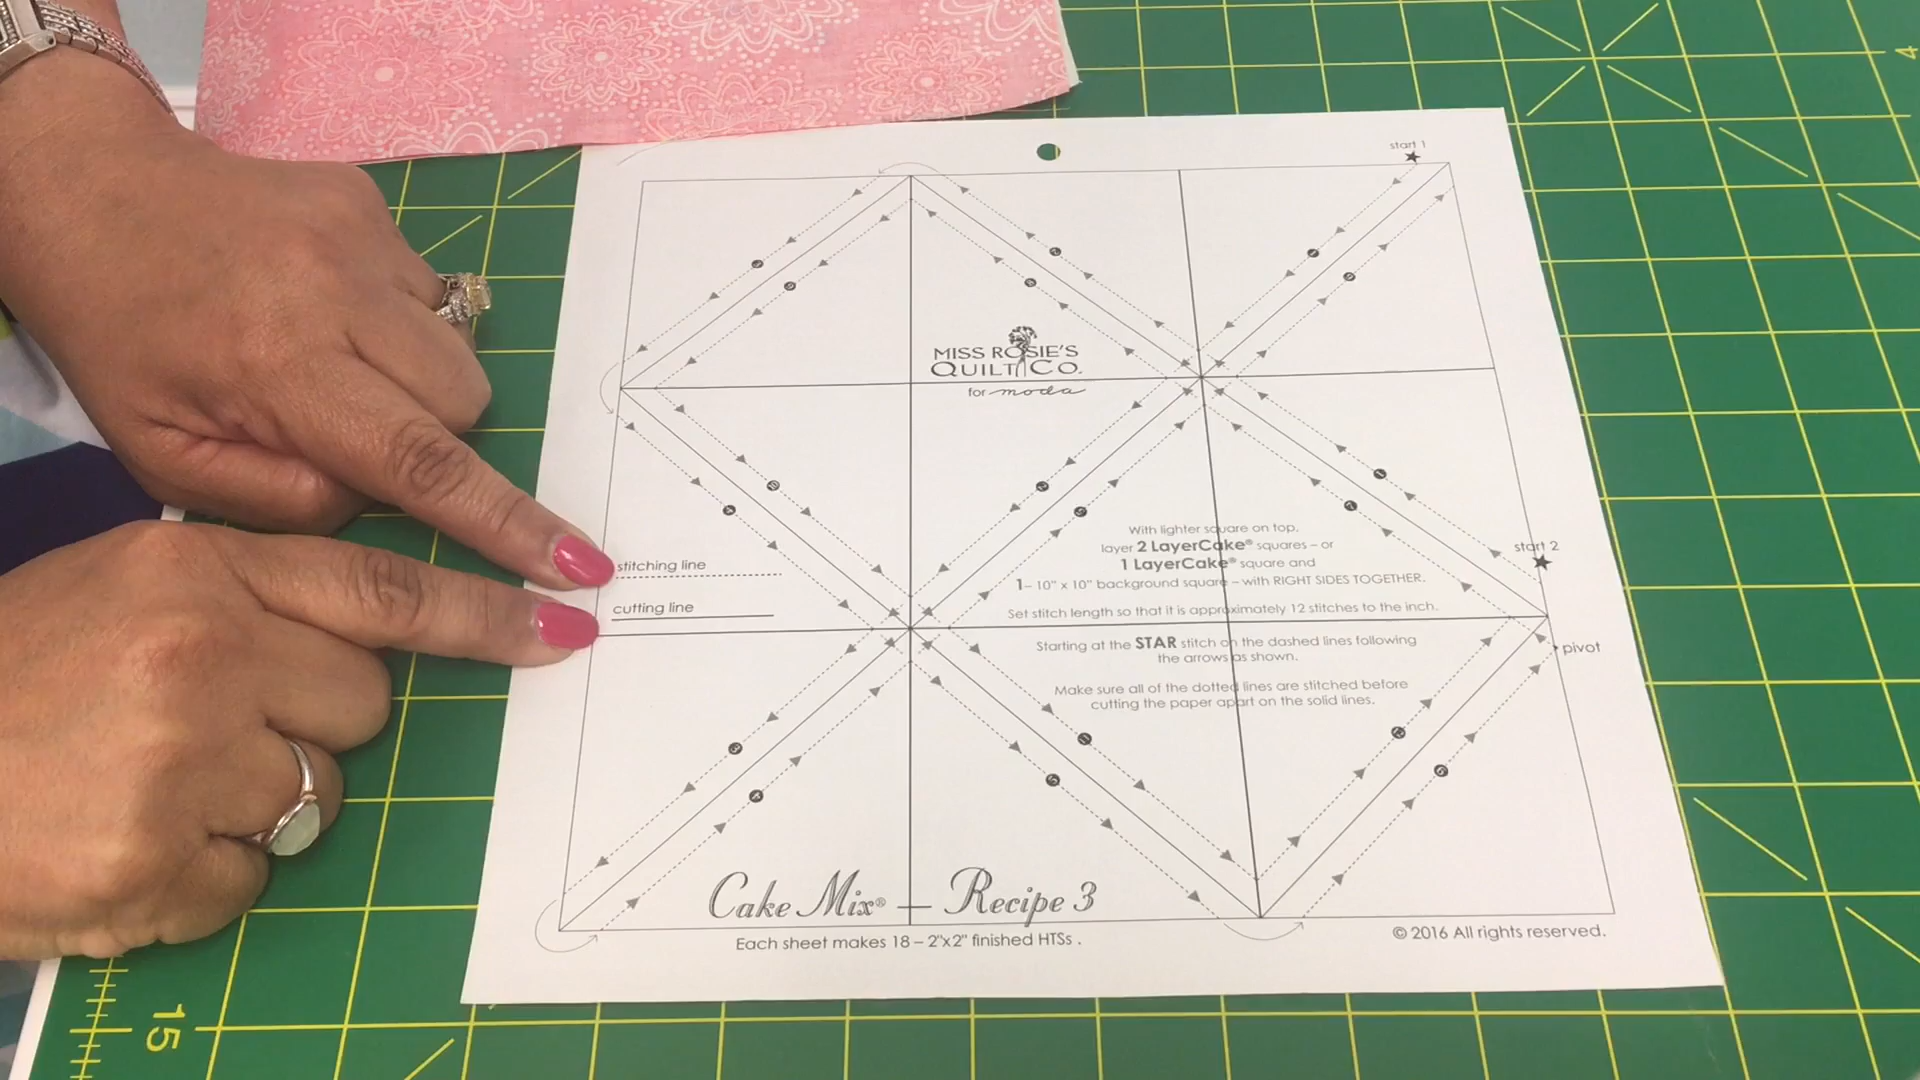 4
start 1
MISS ROSIE'S
QUILT CO.
for moda
With lighter square on top,
layer 2 LayerCake® squares – or
1 LayerCake® square and
1– 10" x 10" background square – with RIGHT SIDES TOGETHER.
start 2
stitching line
cutting line
Set stitch length so that it is approximately 12 stitches to the inch.
Starting at the STAR stitch on the dashed lines following
the arrows as shown.
pivot
Make sure all of the dotted lines are stitched before
cutting the paper apart on the solid lines.
Cake Mix® — Recipe 3
Each sheet makes 18 – 2"x2" finished HTSs .
© 2016 All rights reserved.
15